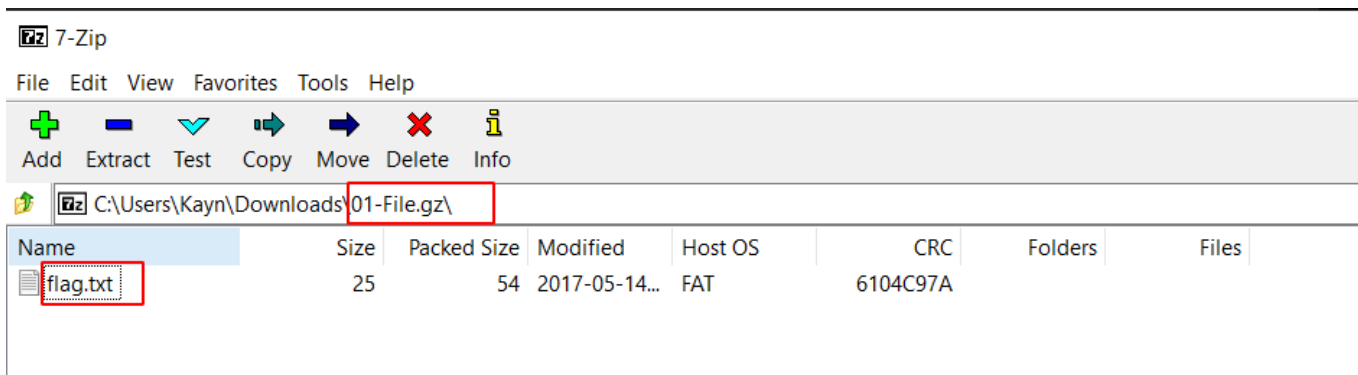 7z 7-Zip
File Edit View Favorites Tools Help
Add Extract Test Copy Move Delete Info
7z C:\Users\Kayn\Downloads\01-File.gz\
Name Size Packed Size Modified Host OS CRC Folders Files
flag.txt 25 54 2017-05-14... FAT 6104C97A